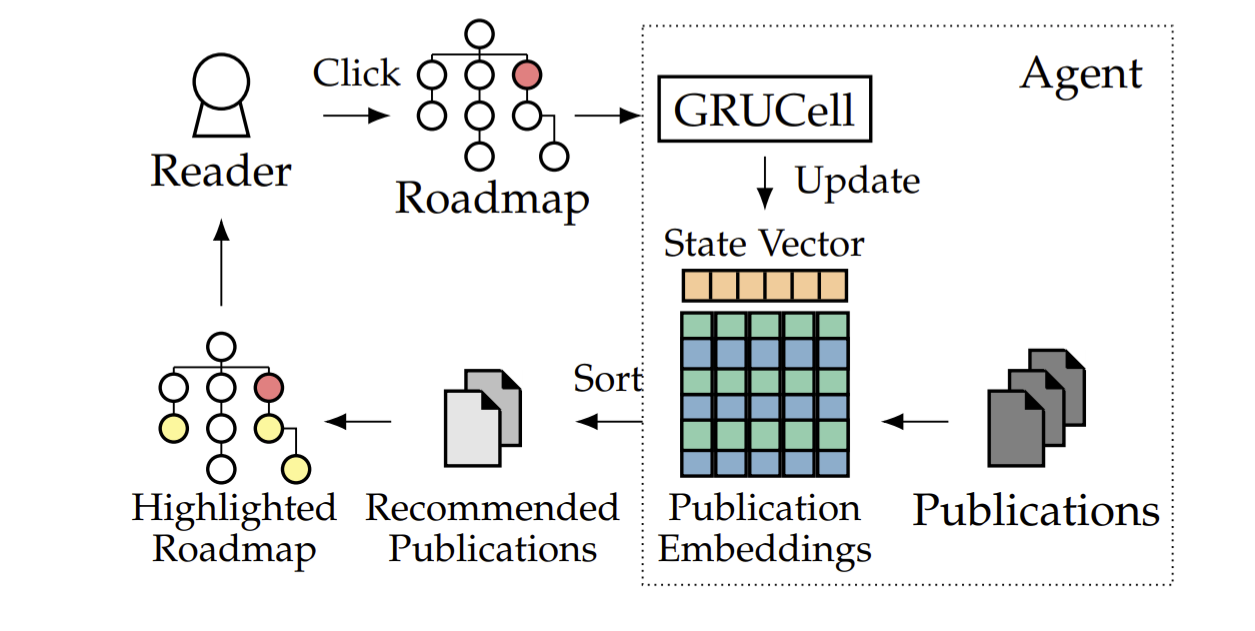 Click
Agent
GRUCell
Reader
Roadmap
Update
State Vector
Sort
Highlighted
Roadmap
Recommended
Publications
Publication
Embeddings
Publications